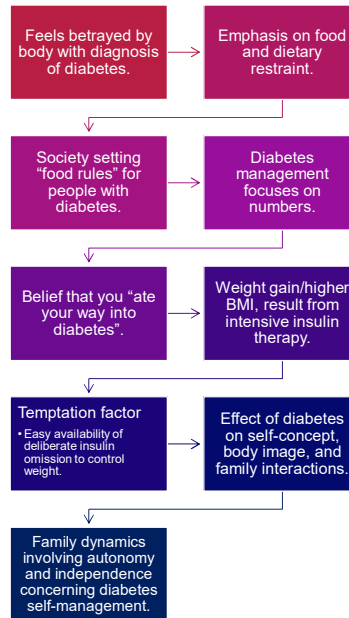 Feels betrayed by
body with diagnosis
of diabetes.
Emphasis on food
and dietary
restraint.
Society setting
“food rules” for
people with
diabetes.
Diabetes
management
focuses on
numbers.
Belief that you “ate
your way into
diabetes”.
Weight gain/higher
BMI, result from
intensive insulin
therapy.
Temptation factor
• Easy availability of
deliberate insulin
omission to control
weight.
Effect of diabetes
on self-concept,
body image, and
family interactions.
Family dynamics
involving autonomy
and independence
concerning diabetes
self-management.